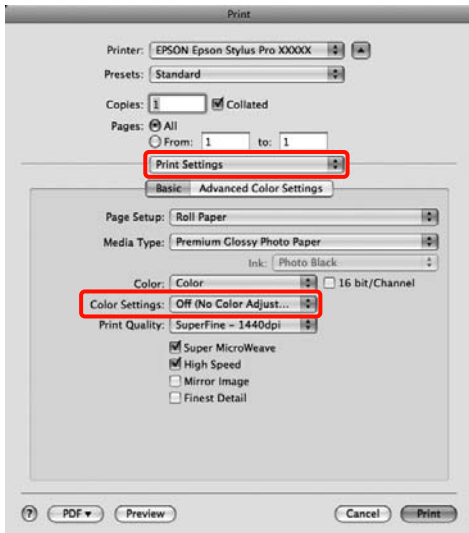 Print
Printer: EPSON Epson Stylus Pro XXXXX
Presets: Standard
Copies: 1 Collated
Pages: All
From: 1 to: 1
Print Settings
Basic Advanced Color Settings
Page Setup: Roll Paper
Media Type: Premium Glossy Photo Paper
Ink: Photo Black
Color: Color 16 bit/Channel
Color Settings: Off (No Color Adjust...
Print Quality: SuperFine - 1440dpi
Super MicroWeave
High Speed
Mirror Image
Finest Detail
? PDF ▾ Preview Cancel Print